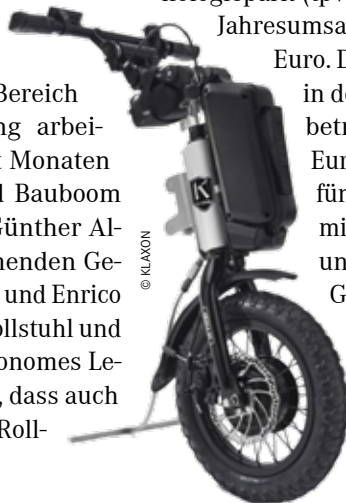 Bereich
ng arbei-
Monaten
Bauboom
Günther Al-
henden Ge-
und Enrico
ollstuhl und
onomes Le-
, dass auch
Roll-
© KLAXON
K
Jahresumsa
Euro. D
in de
betr
Eur
für
mi
un
G